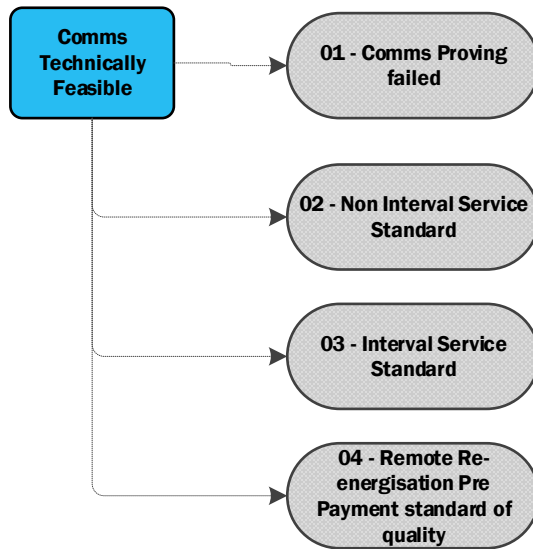 Comms
Technically
Feasible
01 - Comms Proving
failed
02 - Non Interval Service
Standard
03 - Interval Service
Standard
04 - Remote Re-
energisation Pre
Payment standard of
quality